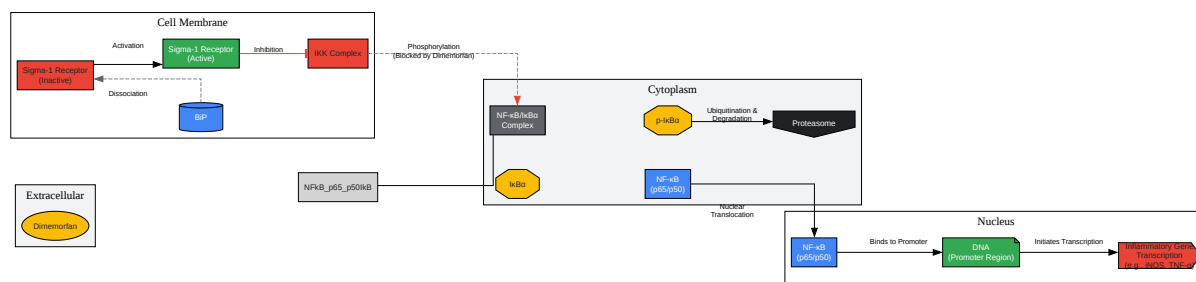 Cell Membrane
Activation
Sigma-1 Receptor
(Active)
Inhibition
IKK Complex
Phosphorylation
(Blocked by Dimemorfan)
Sigma-1 Receptor
(Inactive)
Dissociation
BiP
Cytoplasm
NF-κB/IκBα
Complex
p-IκBα
Ubiquitination &
Degradation
Proteasome
Extracellular
Dimemorfan
NFkB_p65_p50IkB
IκBα
NF-κB
(p65/p50)
Nuclear
Translocation
Nucleus
NF-κB
(p65/p50)
Binds to Promoter
DNA
(Promoter Region)
Initiates Transcription
Inflammatory Gene
Transcription
(e.g., iNOS, TNF-α)